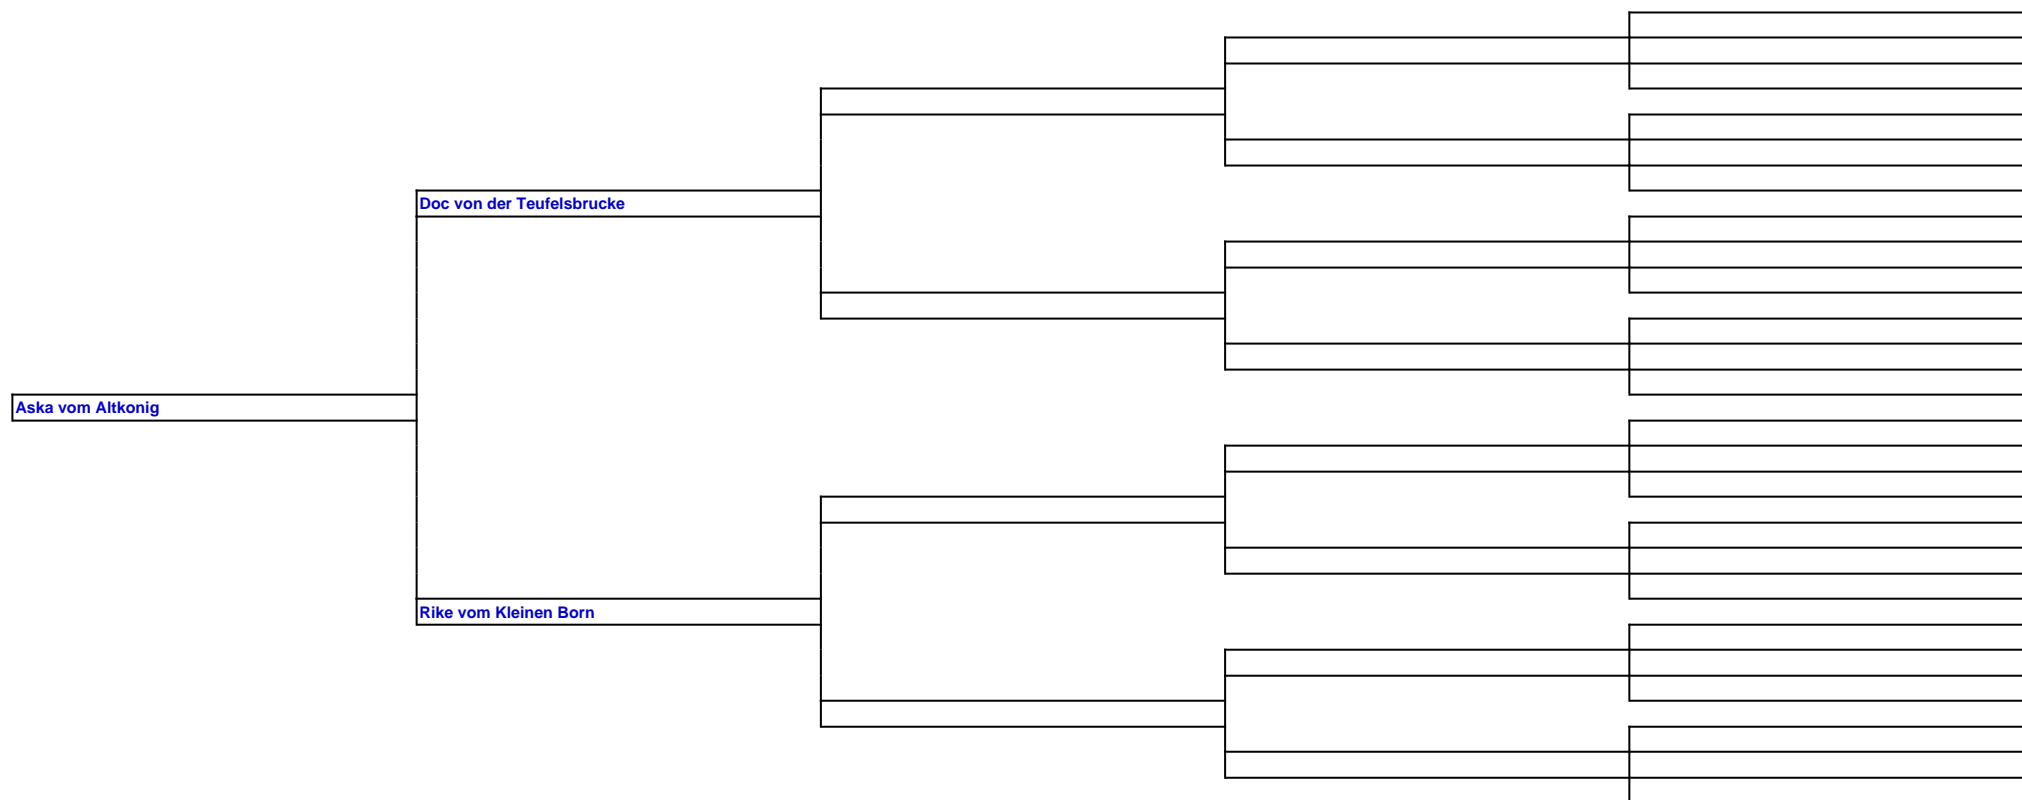 Doc von der Teufelsbrucke
Aska vom Altkonig
Rike vom Kleinen Born